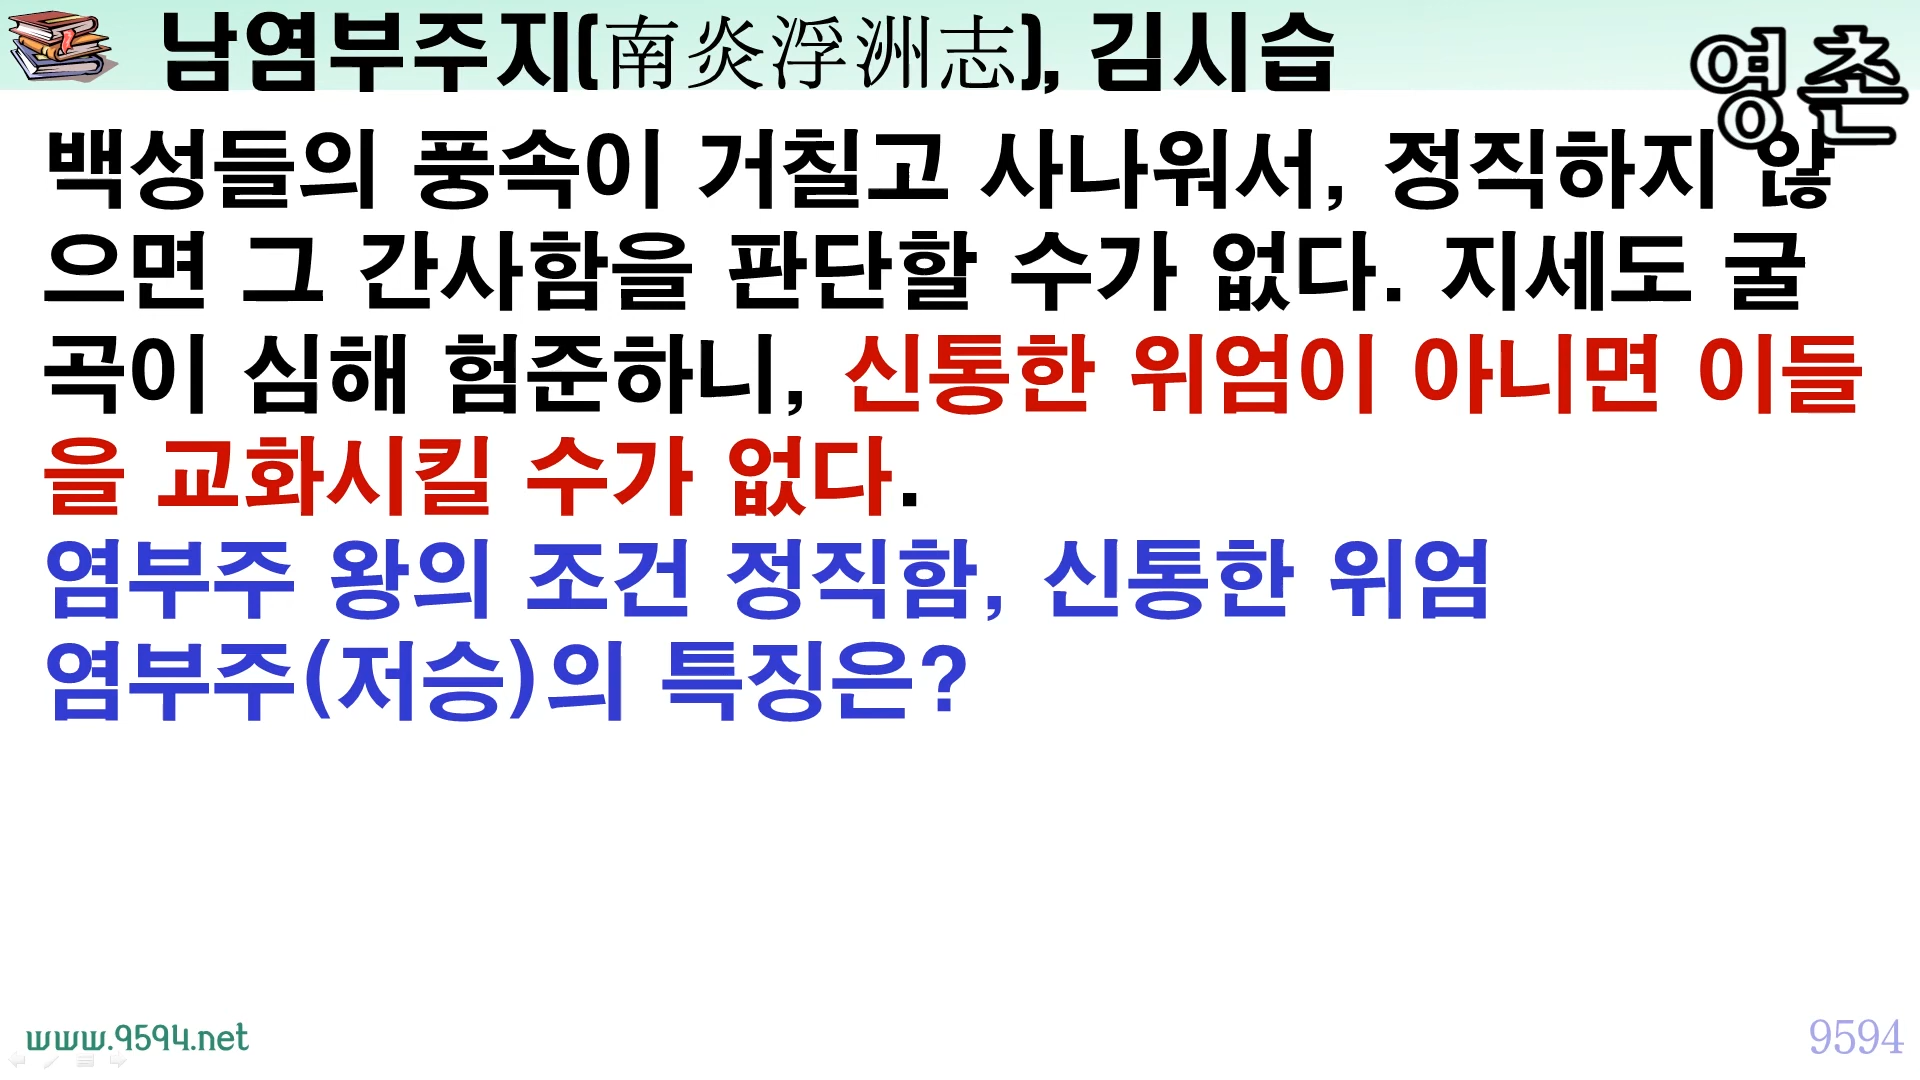 남염부주지(南炎浮洲志), 김시습
영촌
백성들의 풍속이 거칠고 사나워서, 정직하지 않
으면 그 간사함을 판단할 수가 없다. 지세도 굴
곡이 심해 험준하니, 신통한 위엄이 아니면 이들
을 교화시킬 수가 없다.
염부주 왕의 조건 정직함, 신통한 위엄
염부주(저승)의 특징은?
www.9594.net
9594